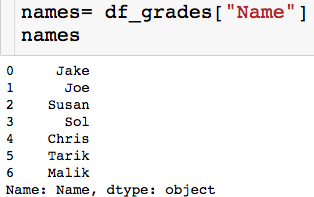 names= df_grades["Name"]
names
0 Jake
1 Joe
2 Susan
3 Sol
4 Chris
5 Tarik
6 Malik
Name: Name, dtype: object